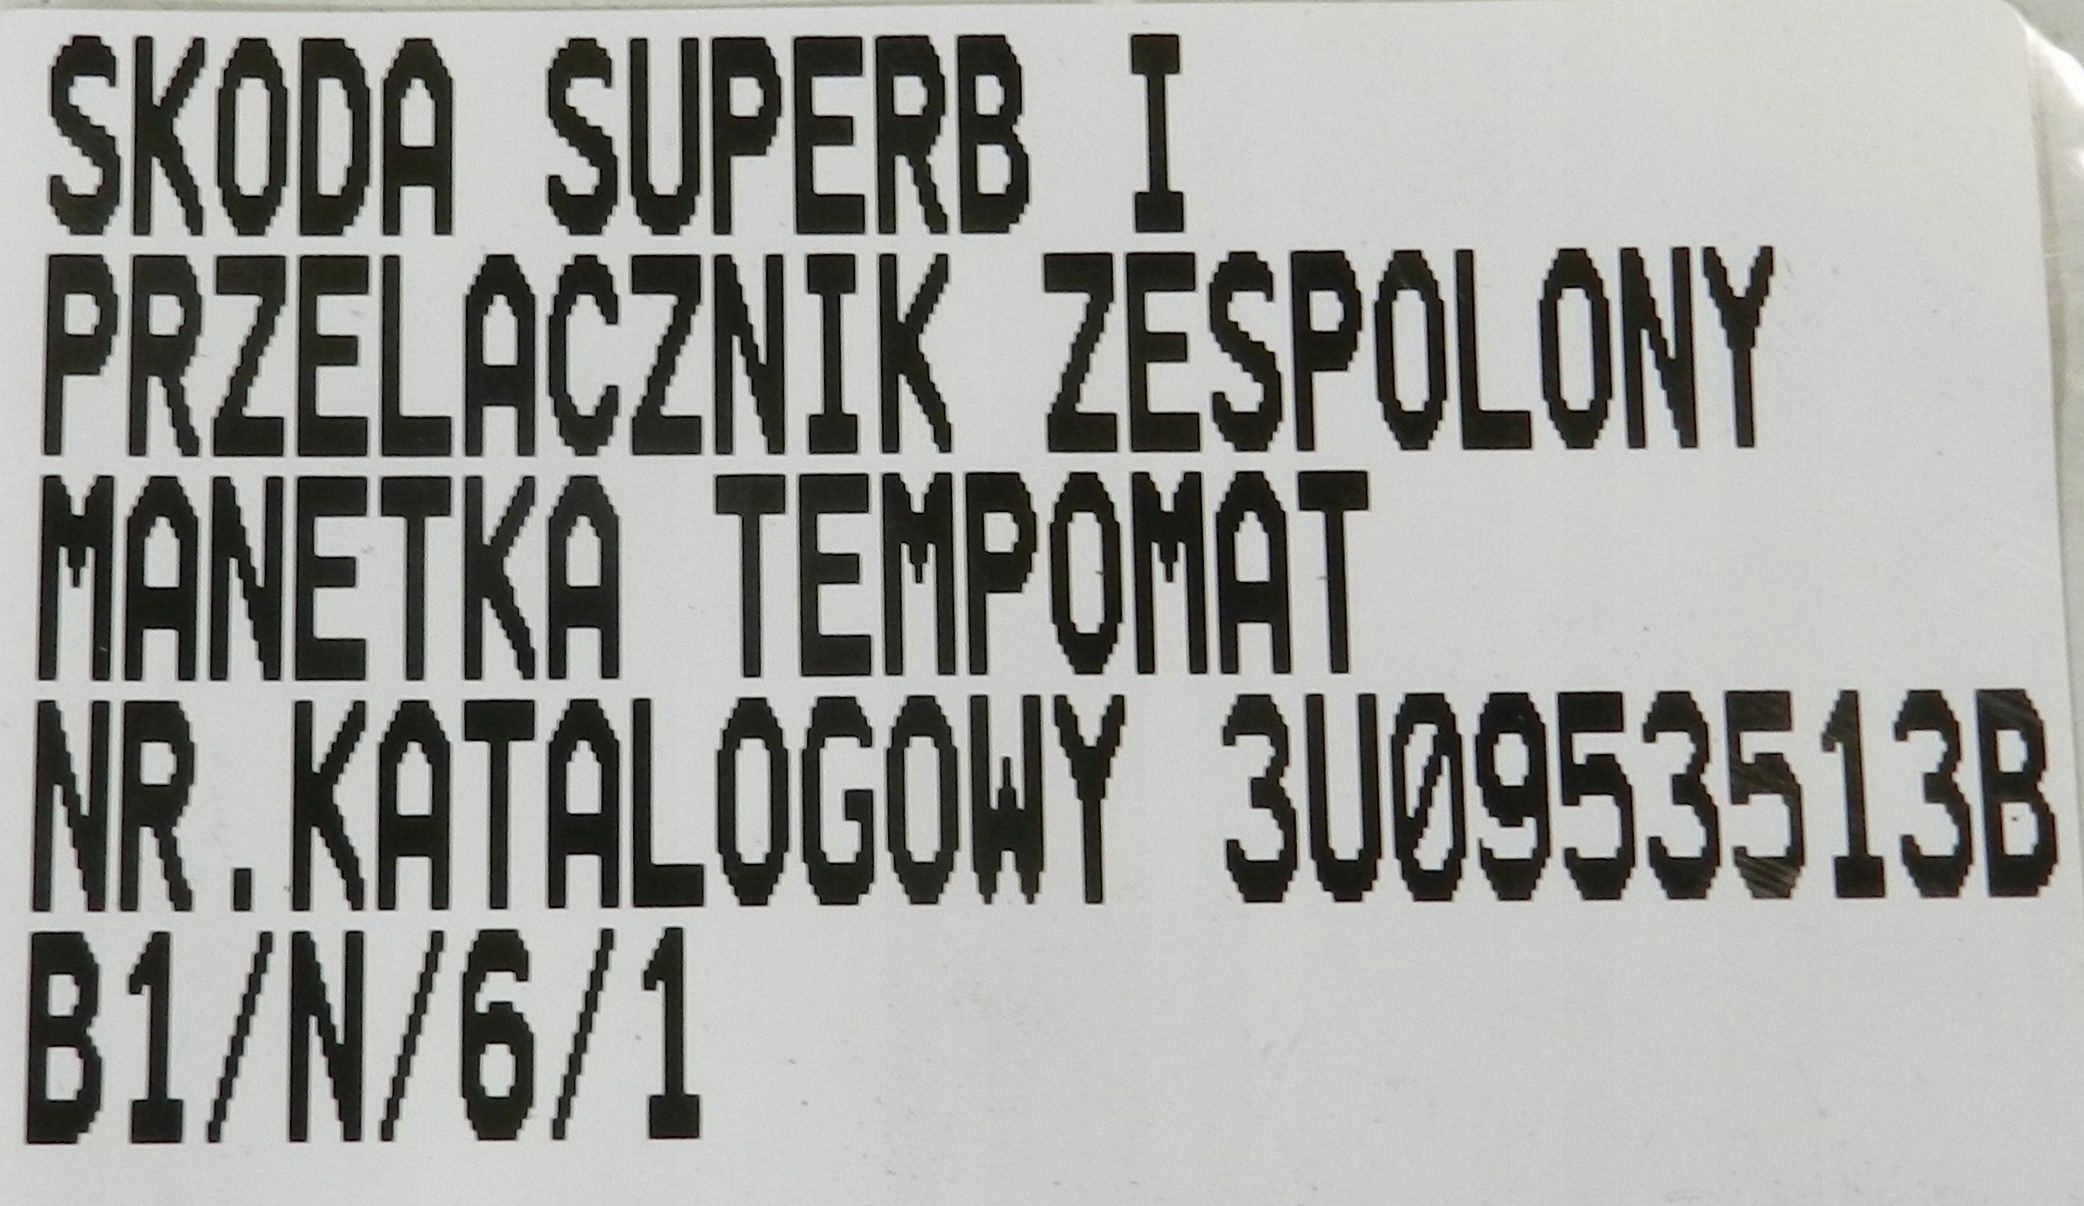 SKODA SUPERB I
PRZELACZNIK ZESPOLONY
MANETKA TEMPOMAT
NR.KATALOGOWY 3U0953513B
B1/N/6/1